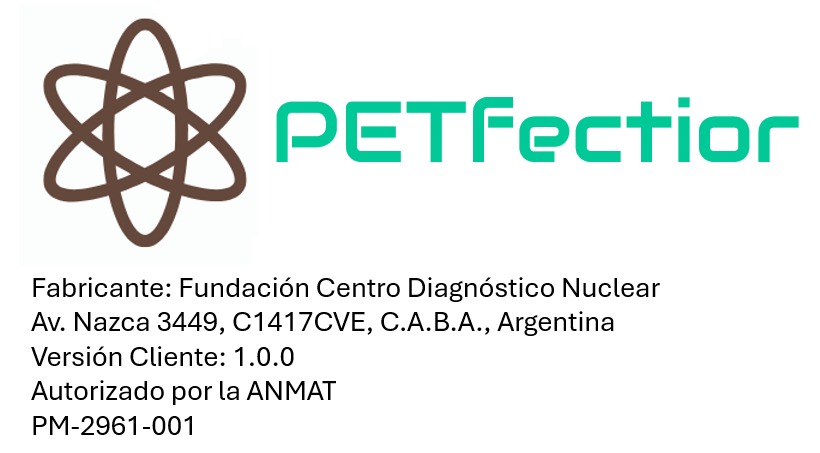 PETfectior
Fabricante: Fundación Centro Diagnóstico Nuclear
Av. Nazca 3449, C1417CVE, C.A.B.A., Argentina
Versión Cliente: 1.0.0
Autorizado por la ANMAT
PM-2961-001